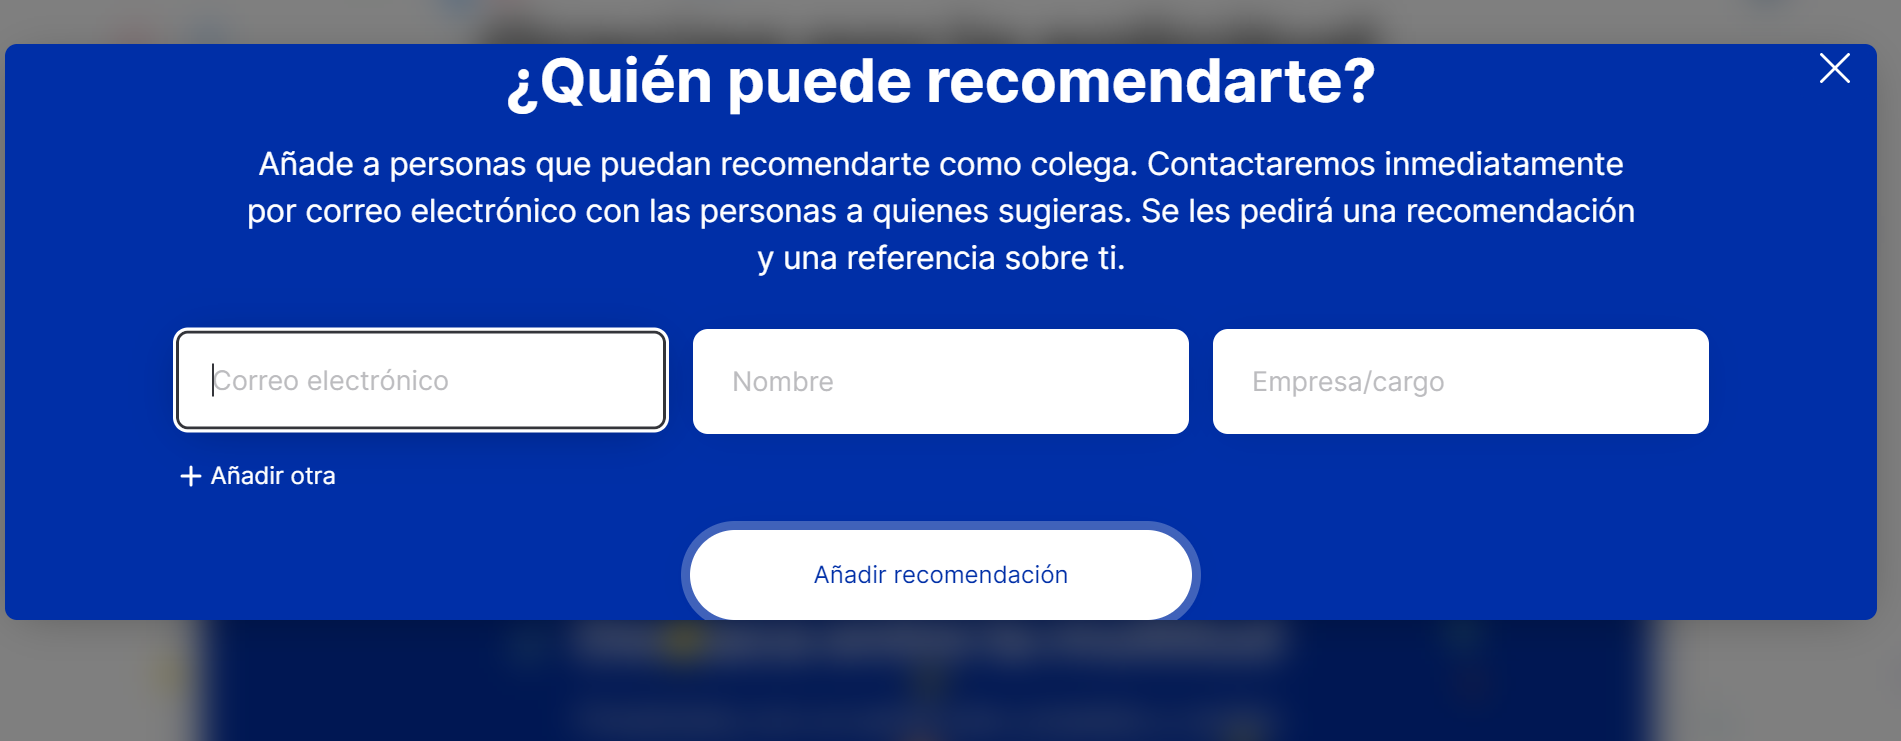 ¿Quién puede recomendarte?
Añade a personas que puedan recomendarte como colega. Contactaremos inmediatamente
por correo electrónico con las personas a quienes sugieras. Se les pedirá una recomendación
y una referencia sobre ti.
Correo electrónico
Nombre
Empresa/cargo
+ Añadir otra
Añadir recomendación